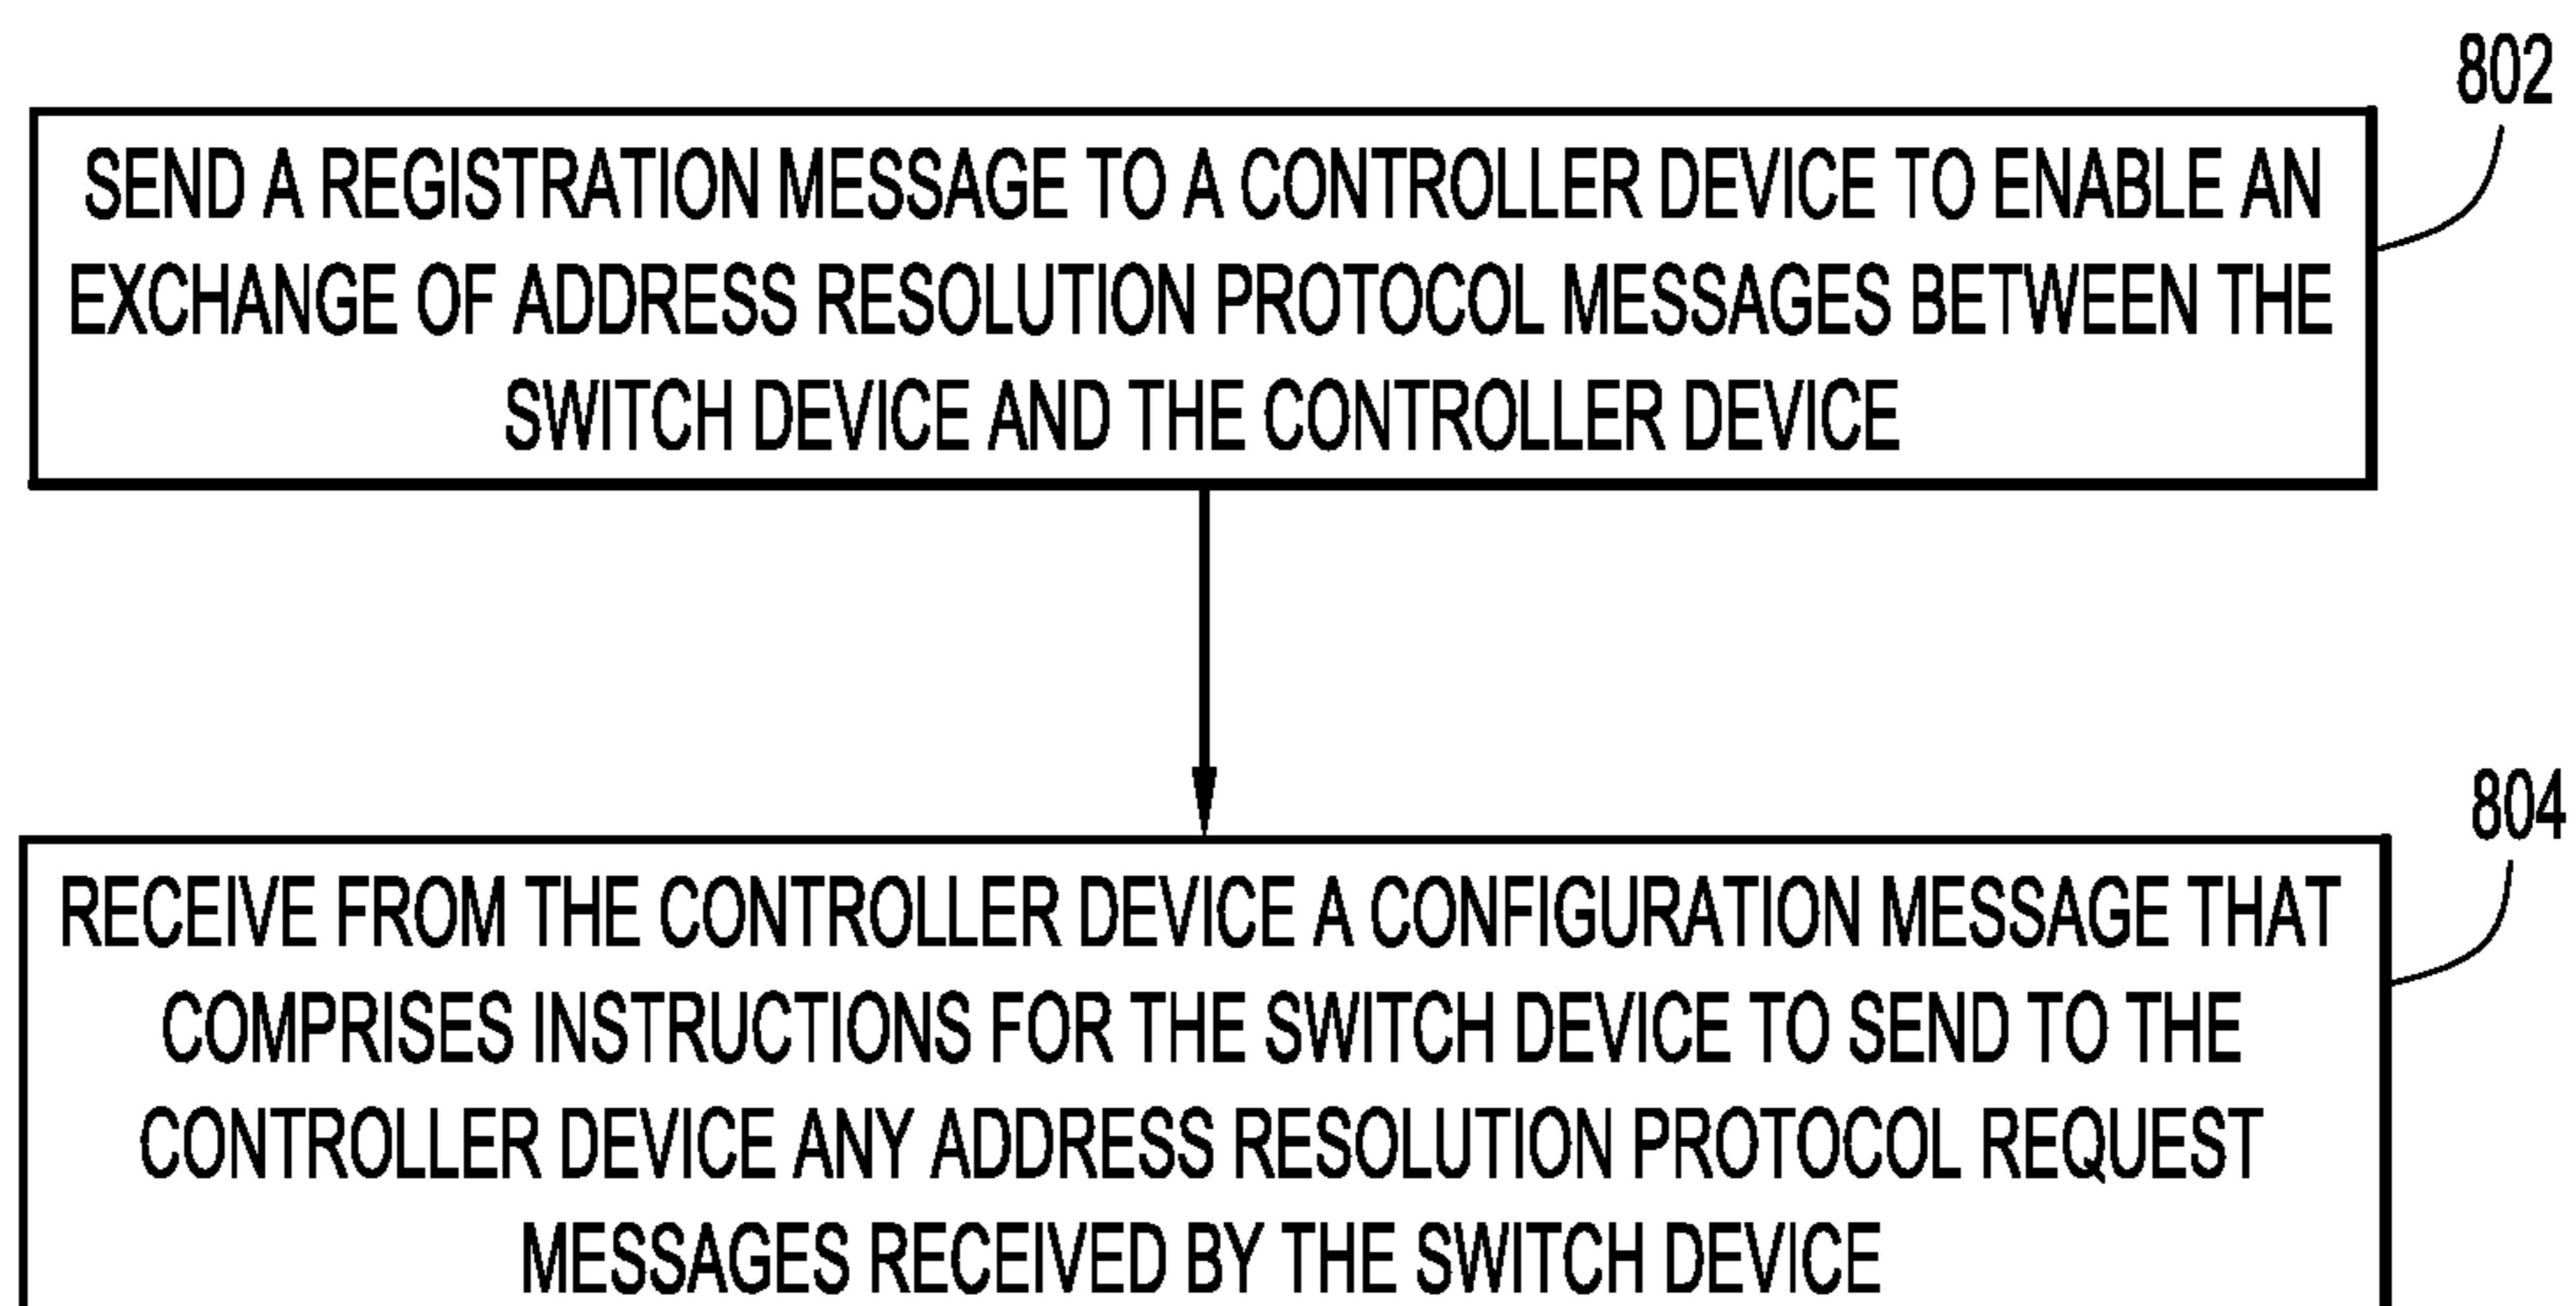 802
SEND A REGISTRATION MESSAGE TO A CONTROLLER DEVICE TO ENABLE AN
EXCHANGE OF ADDRESS RESOLUTION PROTOCOL MESSAGES BETWEEN THE
SWITCH DEVICE AND THE CONTROLLER DEVICE
804
RECEIVE FROM THE CONTROLLER DEVICE A CONFIGURATION MESSAGE THAT
COMPRISES INSTRUCTIONS FOR THE SWITCH DEVICE TO SEND TO THE
CONTROLLER DEVICE ANY ADDRESS RESOLUTION PROTOCOL REQUEST
MESSAGES RECEIVED BY THE SWITCH DEVICE